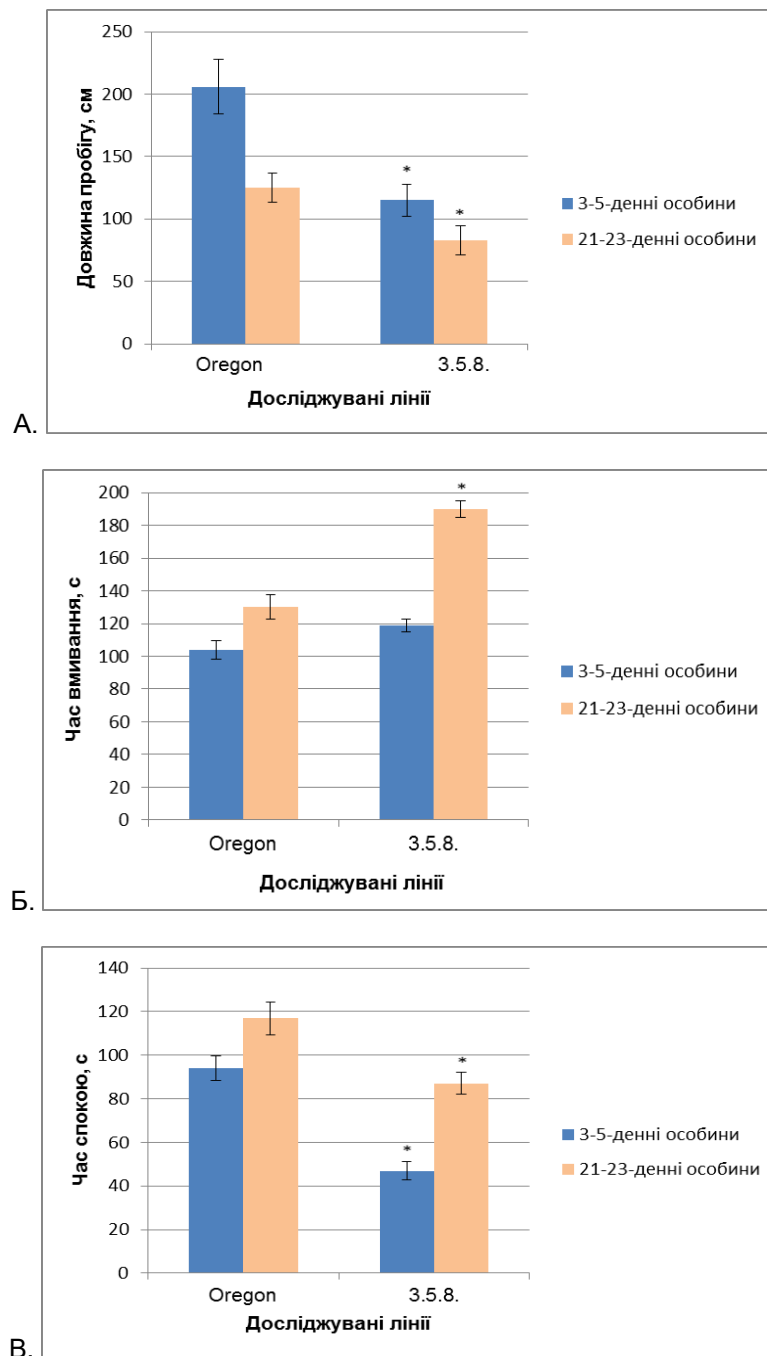 250
200
150
100
50
0
Довжина пробігу, см
*
*
Oregon
3.5.8.
Досліджувані лінії
3-5-денні особини
21-23-денні особини
А.
200
180
160
140
120
100
80
60
40
20
0
Час вмивання, с
*
Oregon
3.5.8.
Досліджувані лінії
3-5-денні особини
21-23-денні особини
Б.
140
120
100
80
60
40
20
0
Час спокою, с
*
*
Oregon
3.5.8.
Досліджувані лінії
3-5-денні особини
21-23-денні особини
В.